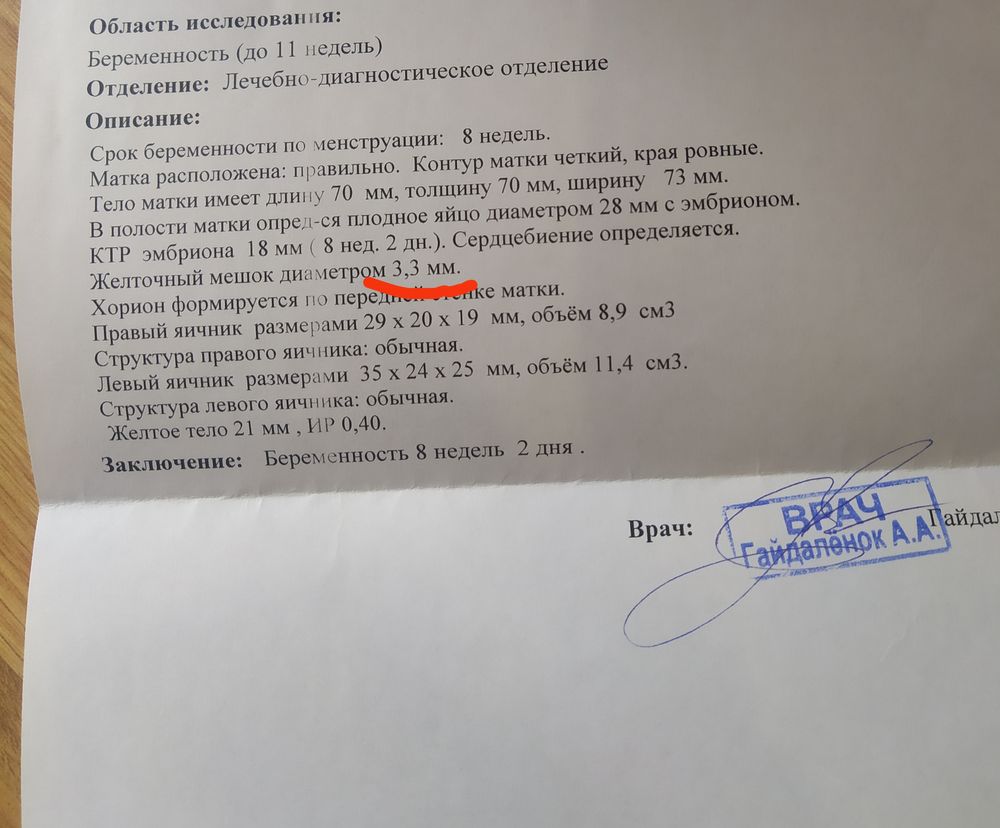 Область исследования:
Беременность (до 11 недель)
Отделение: Лечебно-диагностическое отделение
Описание:
Срок беременности по менструации: 8 недель.
Матка расположена: правильно. Контур матки четкий, края ровные.
Тело матки имеет длину 70 мм, толщину 70 мм, ширину 73 мм.
В полости матки опред-ся плодное яйцо диаметром 28 мм с эмбрионом.
КТР эмбриона 18 мм ( 8 нед. 2 дн.). Сердцебиение определяется.
Желточный мешок диаметром 3,3 мм.
Хорион формируется по передней стенке матки.
Правый яичник размерами 29 х 20 х 19 мм, объём 8,9 см3
Структура правого яичника: обычная.
Левый яичник размерами 35 х 24 х 25 мм, объём 11,4 см3.
Структура левого яичника: обычная.
Желтое тело 21 мм , ИР 0,40.
Заключение: Беременность 8 недель 2 дня .
Врач:
ВРАЧ
Гайдалёнок А.А.
Гайдал